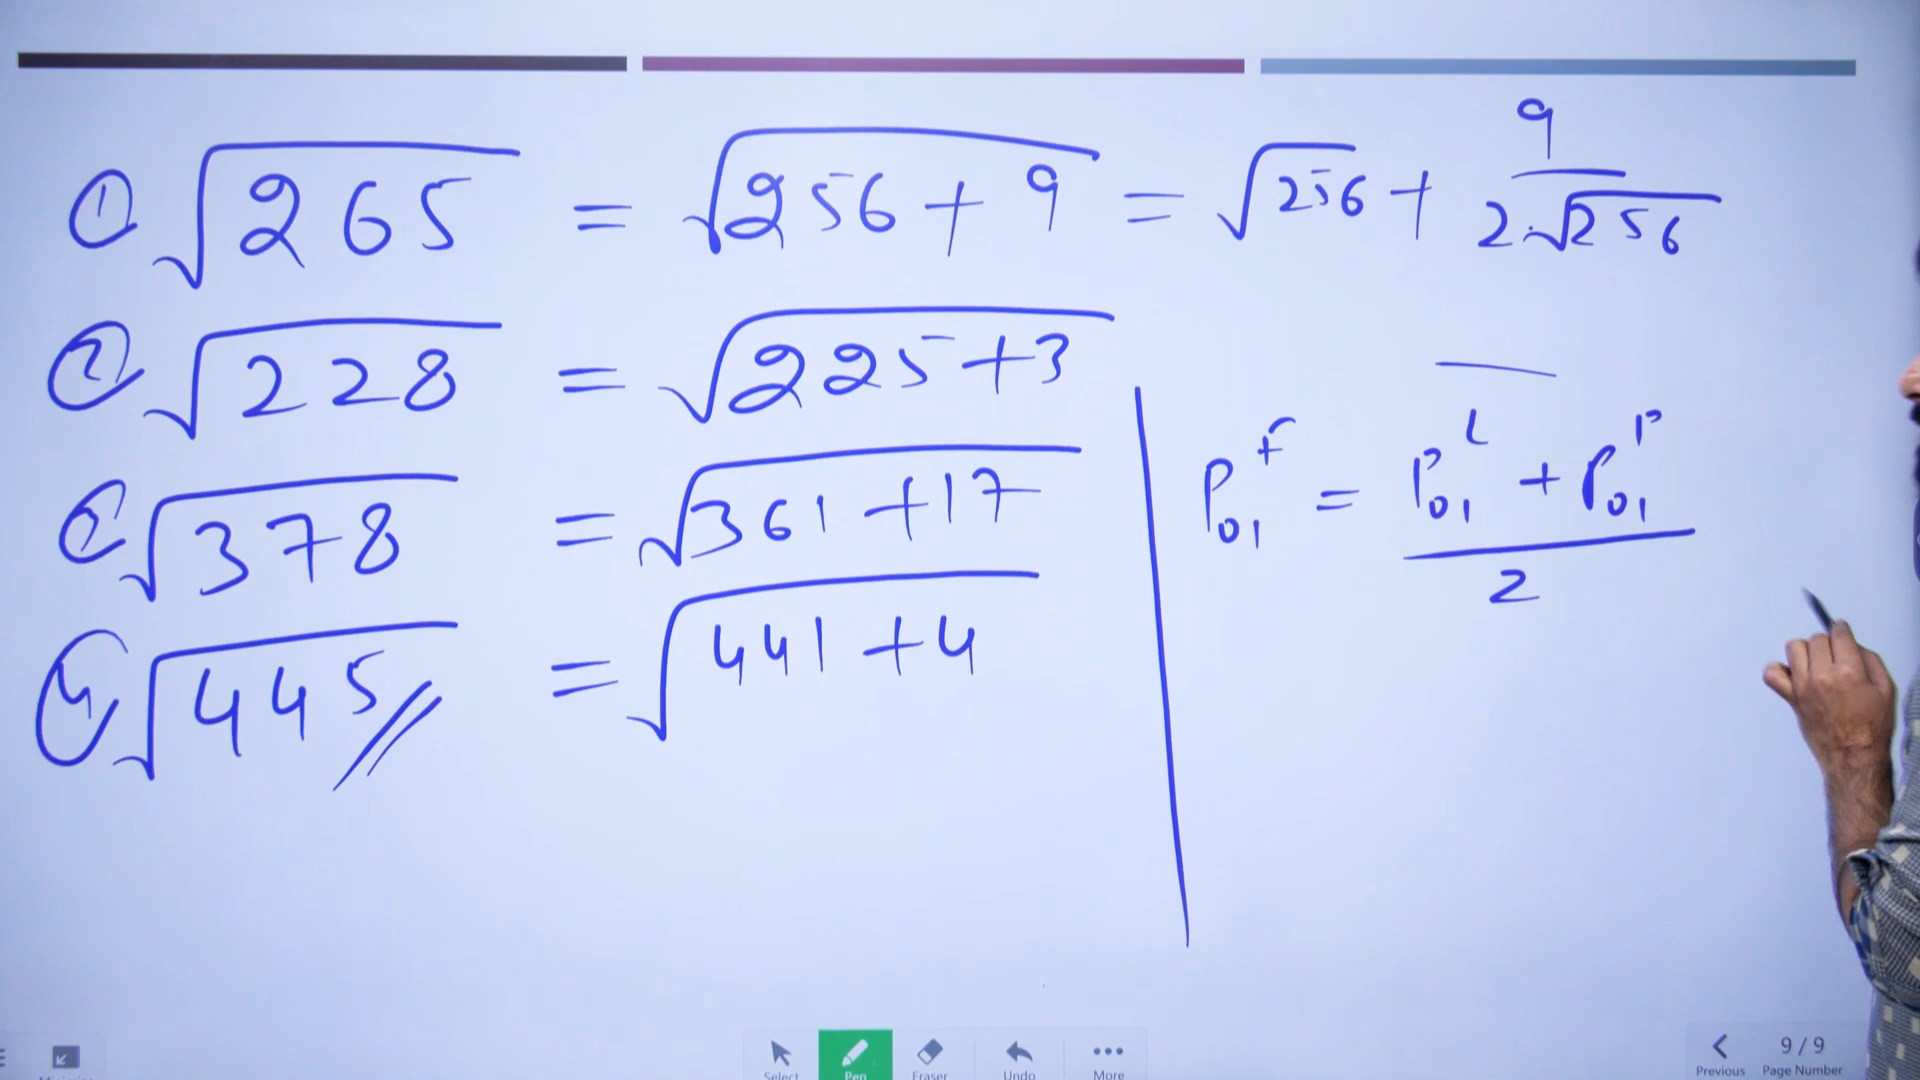 ① √265 = √256 + 9 = √256 + 9 / 2·√256
② √228 = √225 + 3
③ √378 = √361 + 17
④ √445 = √441 + 4
P₀₁ᶠ = P₀₁ᴸ + P₀₁ᴾ / 2
Select Pen Eraser Undo More
Previous 9 / 9 Page Number